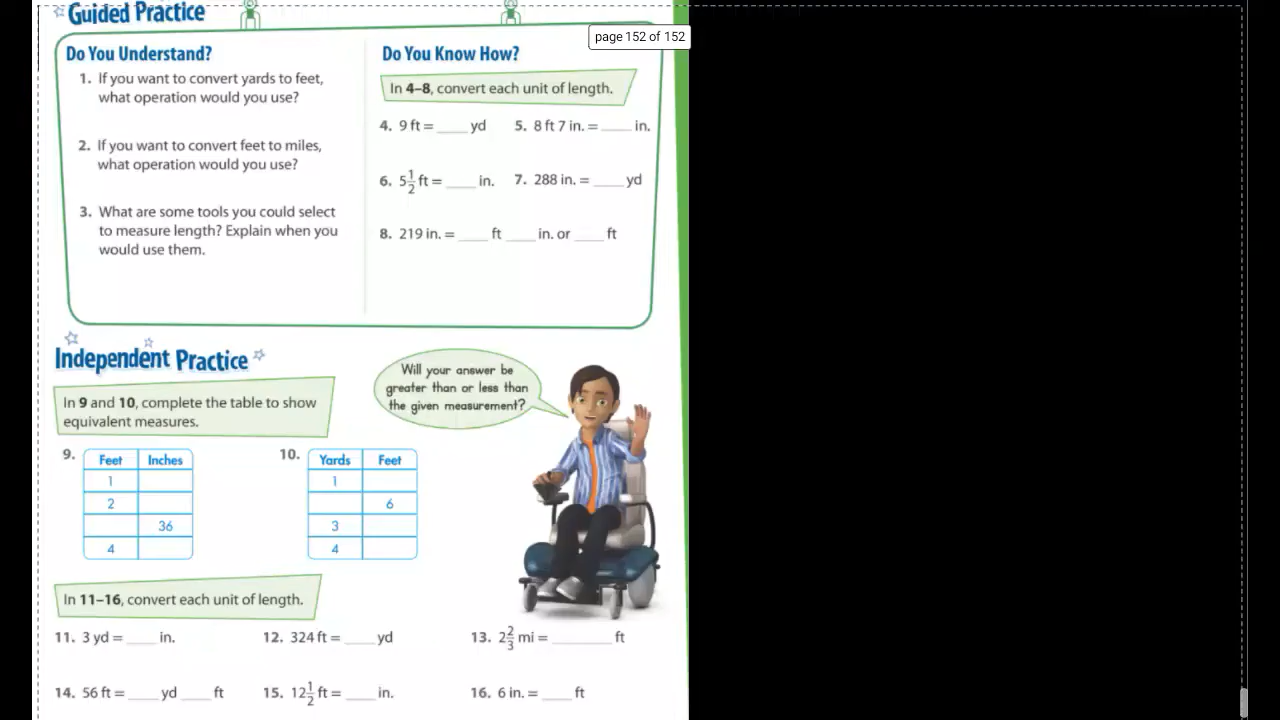 Guided Practice
page 152 of 152
Do You Understand?
1. If you want to convert yards to feet,
what operation would you use?
2. If you want to convert feet to miles,
what operation would you use?
3. What are some tools you could select
to measure length? Explain when you
would use them.
Do You Know How?
In 4–8, convert each unit of length.
4. 9 ft = ____ yd 5. 8 ft 7 in. = ____ in.
6. 5½ ft = ____ in. 7. 288 in. = ____ yd
8. 219 in. = ____ ft ____ in. or ____ ft
Independent Practice
Will your answer be
greater than or less than
the given measurement?
In 9 and 10, complete the table to show
equivalent measures.
9.
Feet Inches
1
2
36
4
10.
Yards Feet
1
6
3
4
In 11–16, convert each unit of length.
11. 3 yd = ____ in. 12. 324 ft = ____ yd 13. 2⅔ mi = ________ ft
14. 56 ft = ____ yd ____ ft 15. 12½ ft = ____ in. 16. 6 in. = ____ ft